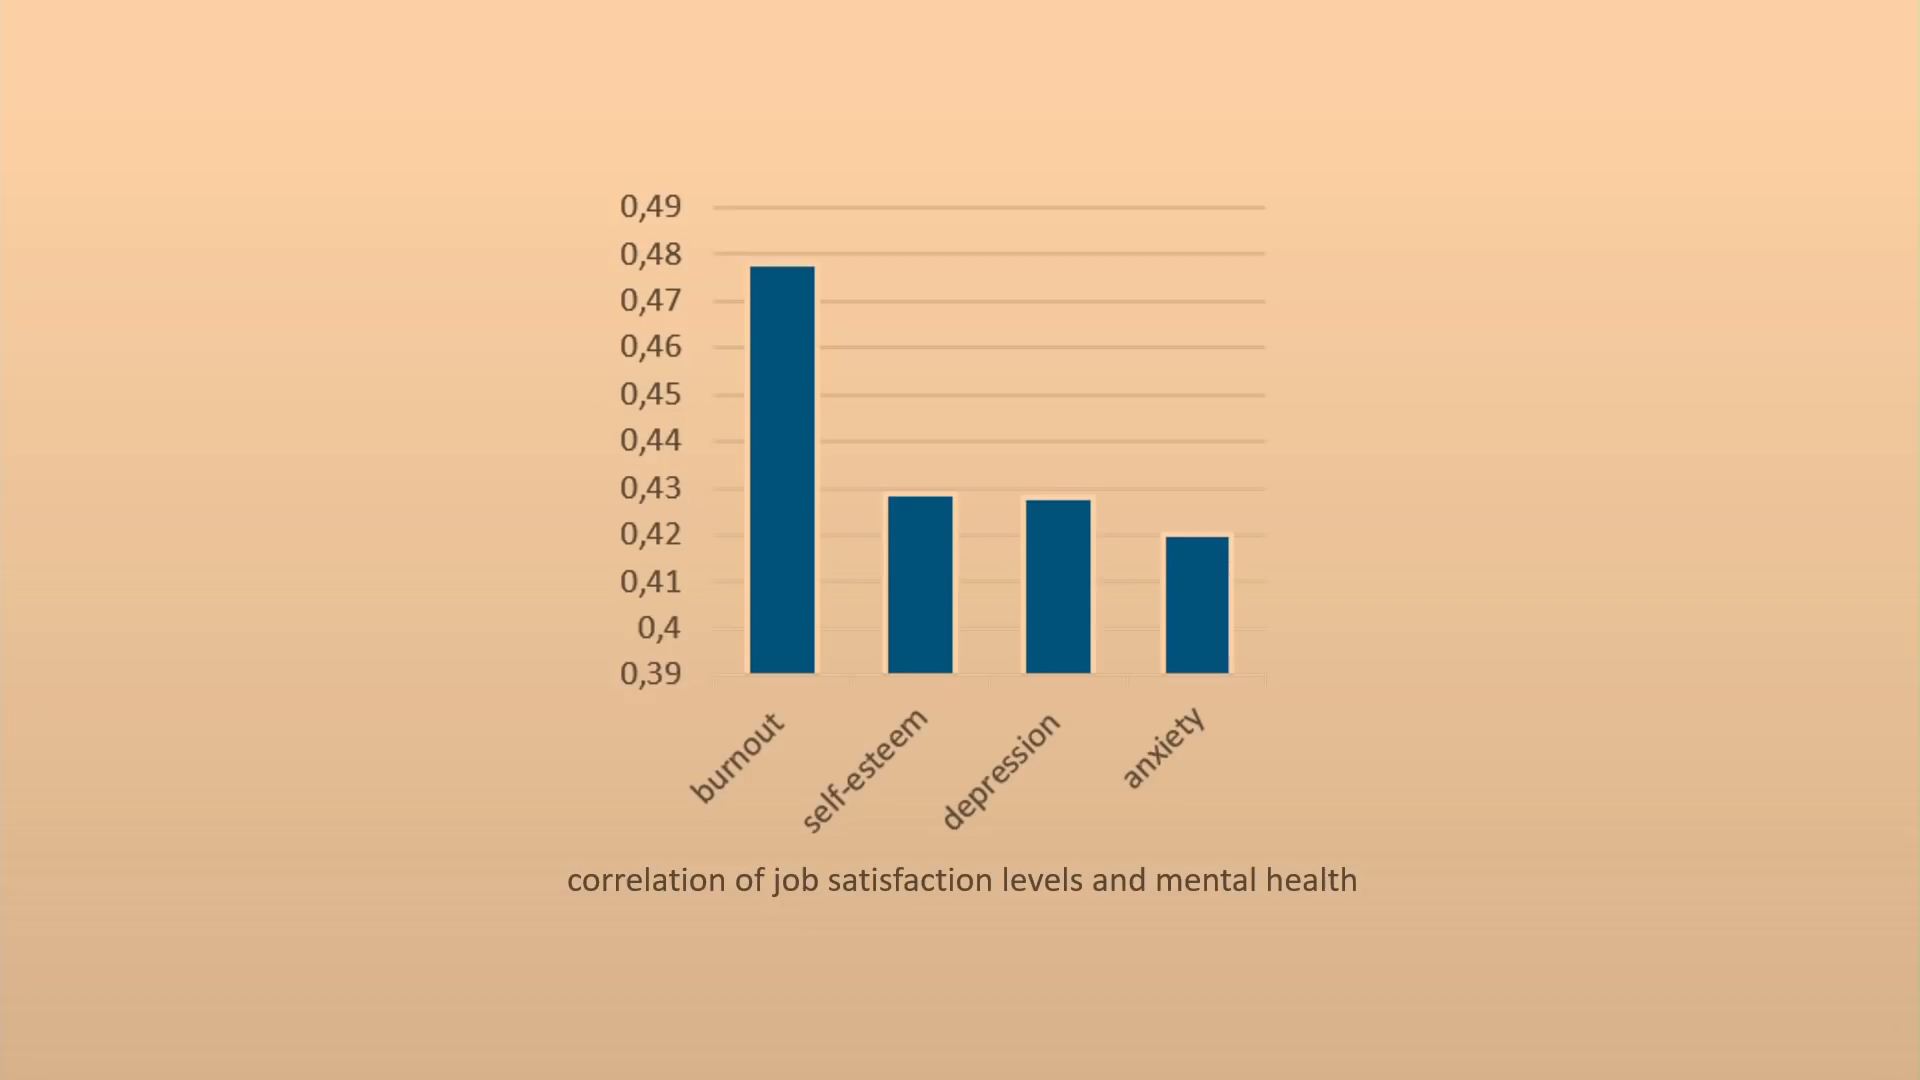 0,49
0,48
0,47
0,46
0,45
0,44
0,43
0,42
0,41
0,4
0,39
burnout
self-esteem
depression
anxiety
correlation of job satisfaction levels and mental health